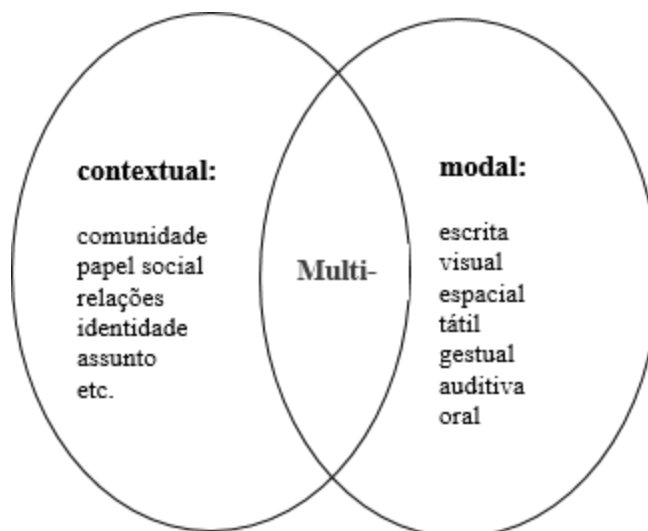 contextual:
comunidade
papel social
relações
identidade
assunto
etc.
Multi-
modal:
escrita
visual
espacial
tátil
gestual
auditiva
oral